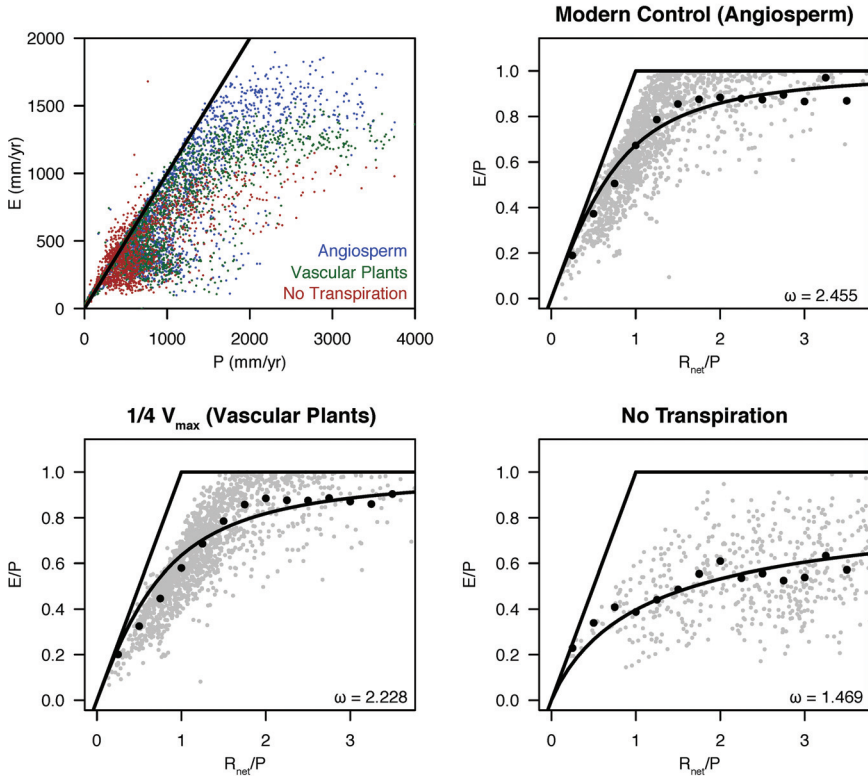 2000
1500
1000
500
0
E (mm/yr)
Angiosperm
Vascular Plants
No Transpiration
0 1000 2000 3000 4000
P (mm/yr)
Modern Control (Angiosperm)
1.0
0.8
0.6
0.4
0.2
0.0
E/P
ω = 2.455
0 1 2 3
Rnet/P
1/4 Vmax (Vascular Plants)
1.0
0.8
0.6
0.4
0.2
0.0
E/P
ω = 2.228
0 1 2 3
Rnet/P
No Transpiration
1.0
0.8
0.6
0.4
0.2
0.0
E/P
ω = 1.469
0 1 2 3
Rnet/P